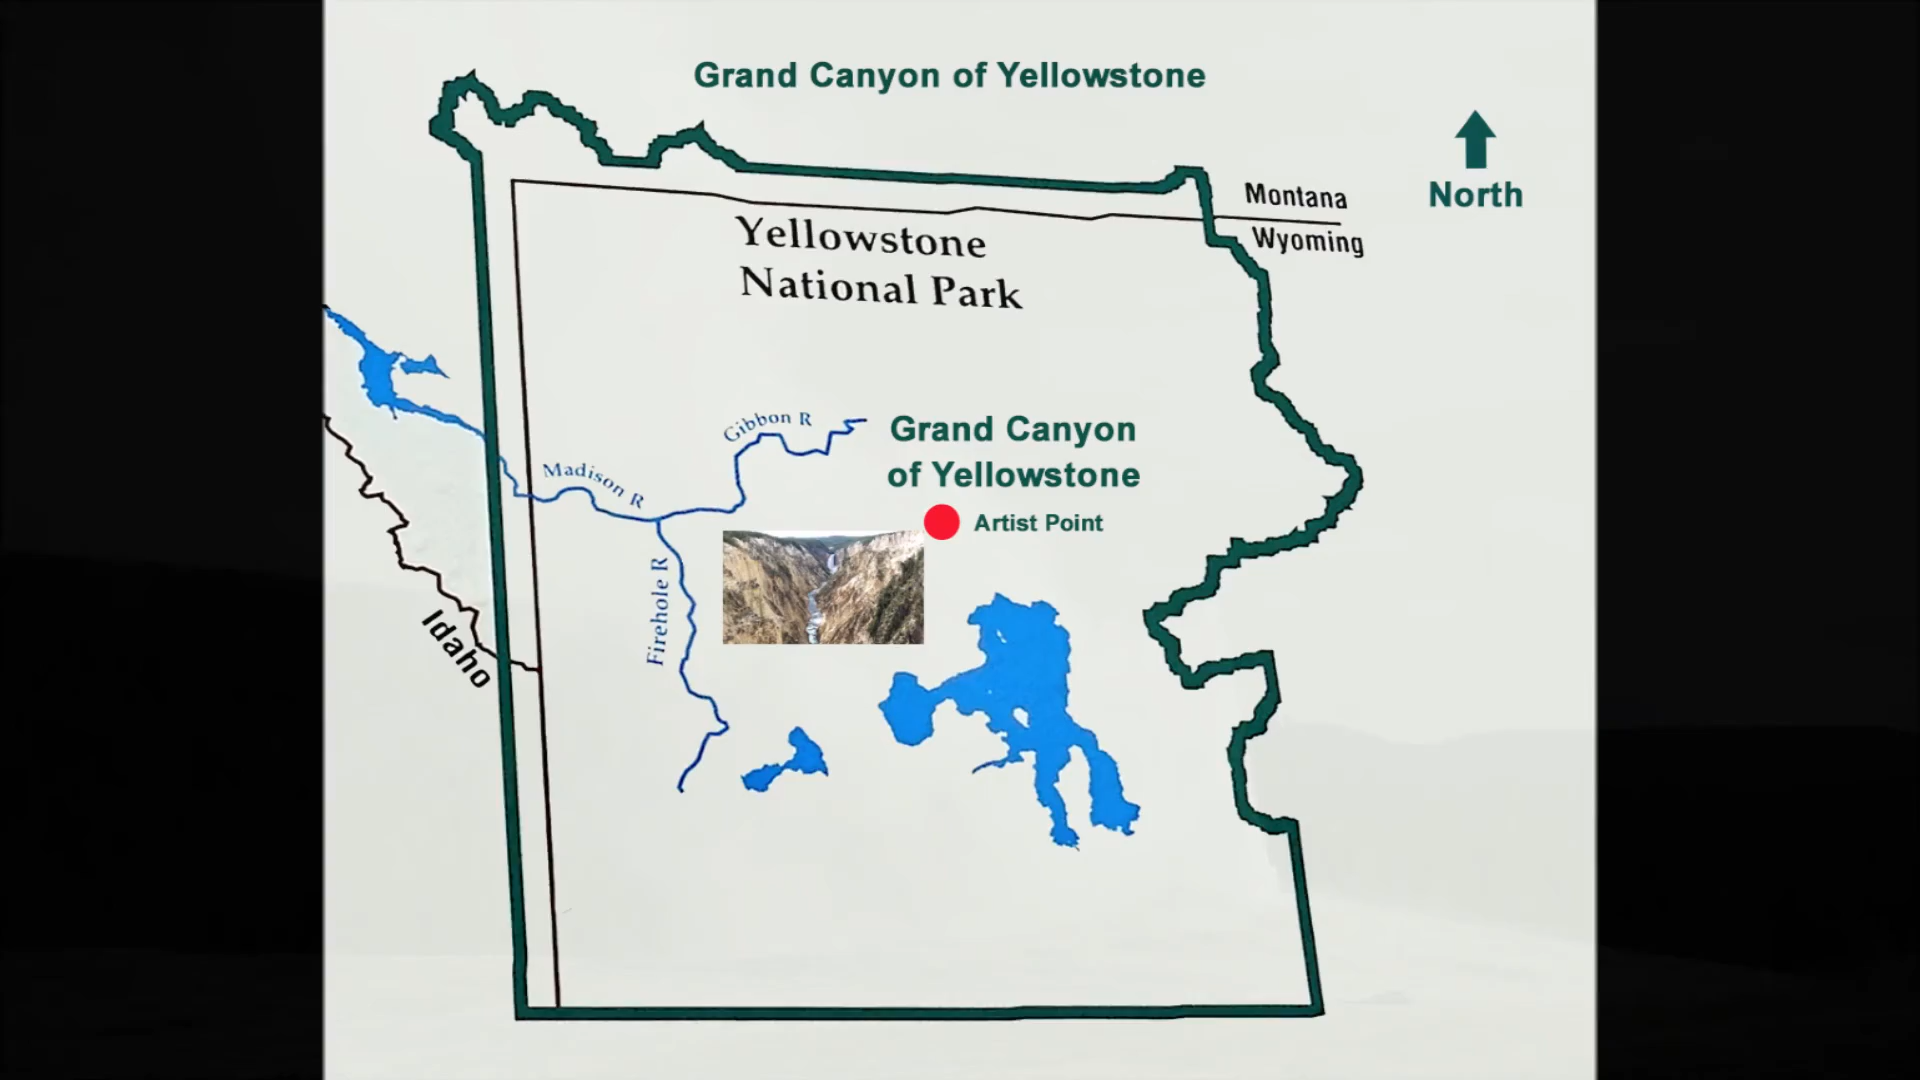 Grand Canyon of Yellowstone
North
Montana
Wyoming
Yellowstone
National Park
Gibbon R
Grand Canyon
of Yellowstone
Madison R
Artist Point
Firehole R
Idaho